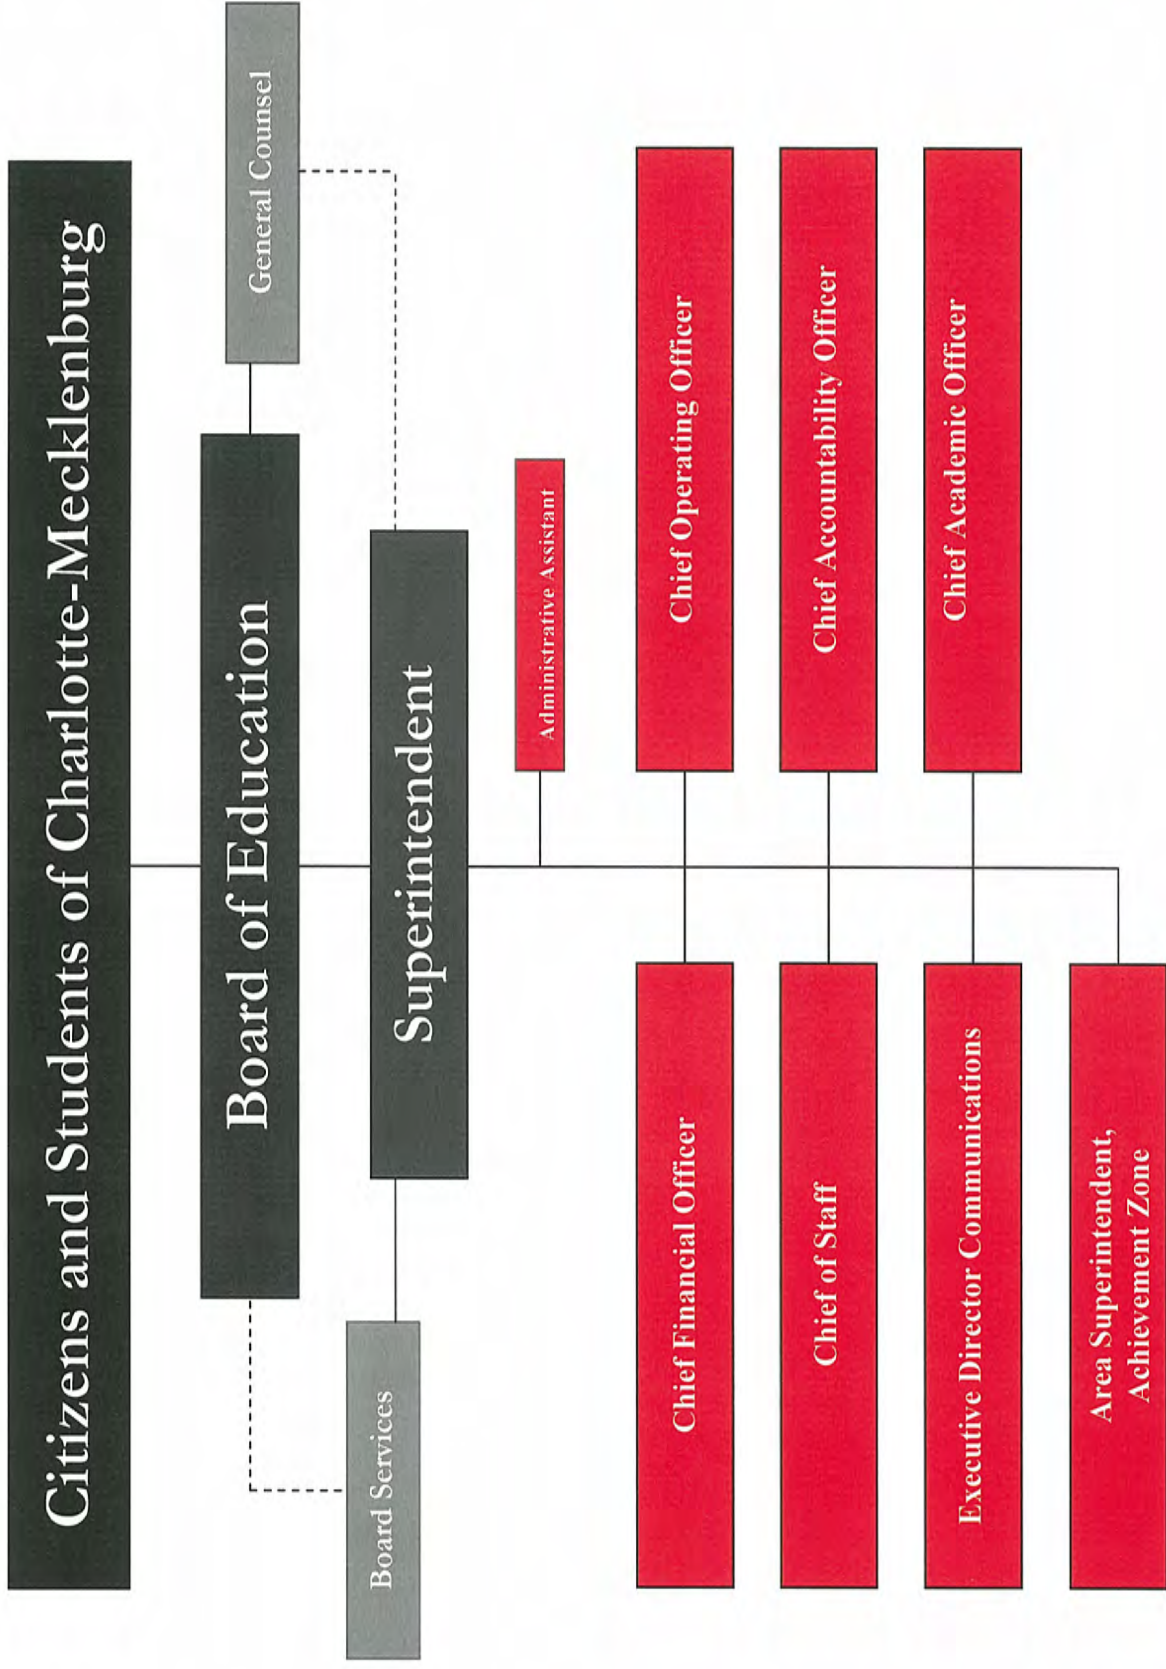 Citizens and Students of Charlotte-Mecklenburg
Board of Education
General Counsel
Board Services
Superintendent
Administrative Assistant
Chief Financial Officer
Chief Operating Officer
Chief of Staff
Chief Accountability Officer
Executive Director Communications
Chief Academic Officer
Area Superintendent,
Achievement Zone